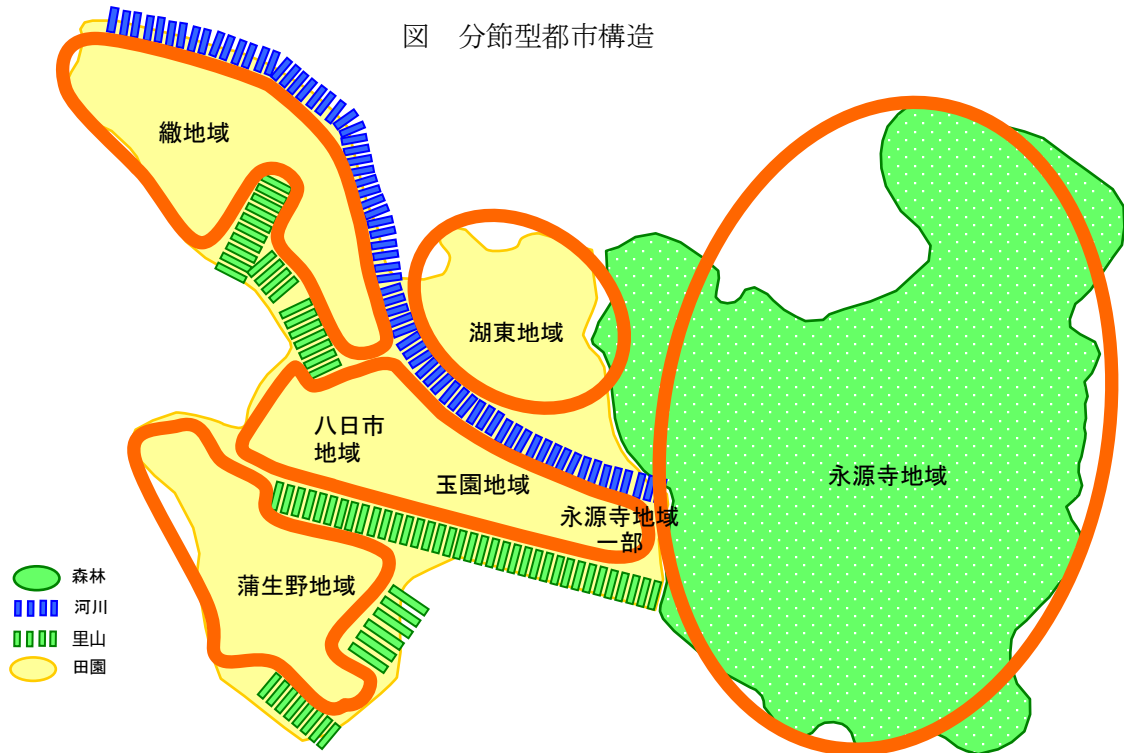 図 分節型都市構造
繖地域
湖東地域
八日市
地域
玉園地域
永源寺地域
一部
永源寺地域
蒲生野地域
森林
河川
里山
田園